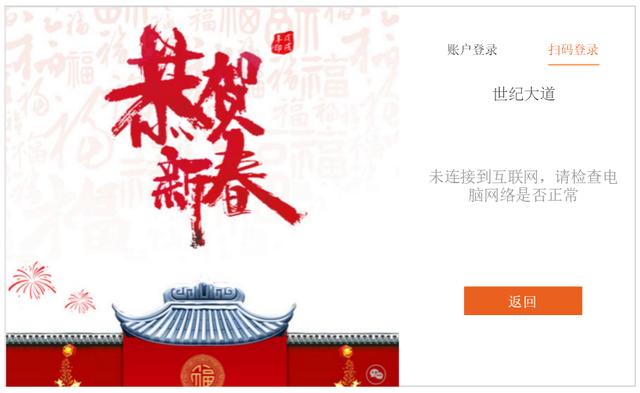 恭贺
新春
福
账户登录
扫码登录
世纪大道
未连接到互联网，请检查电
脑网络是否正常
返回